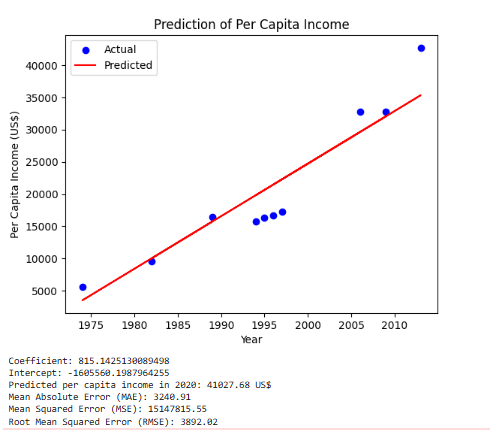 Prediction of Per Capita Income
Actual
Predicted
40000
35000
30000
25000
20000
15000
10000
5000
Per Capita Income (US$)
1975 1980 1985 1990 1995 2000 2005 2010
Year
Coefficient: 815.1425130089498
Intercept: -1605560.1987964255
Predicted per capita income in 2020: 41027.68 US$
Mean Absolute Error (MAE): 3240.91
Mean Squared Error (MSE): 15147815.55
Root Mean Squared Error (RMSE): 3892.02